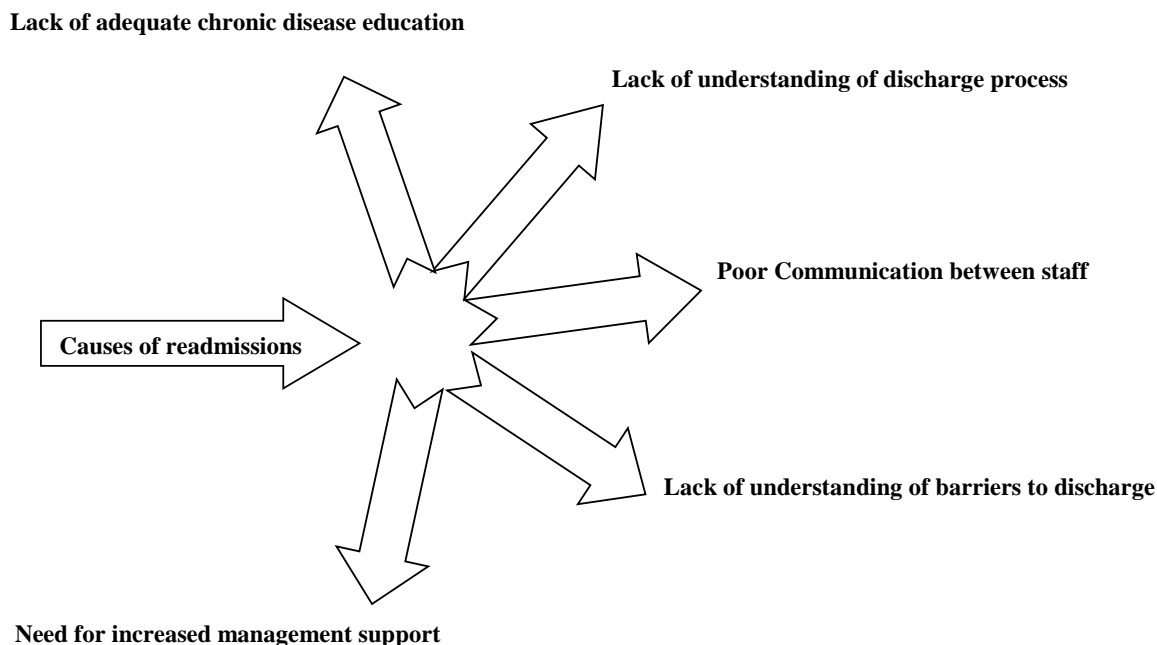 Lack of adequate chronic disease education
Lack of understanding of discharge process
Poor Communication between staff
Causes of readmissions
Lack of understanding of barriers to discharge
Need for increased management support